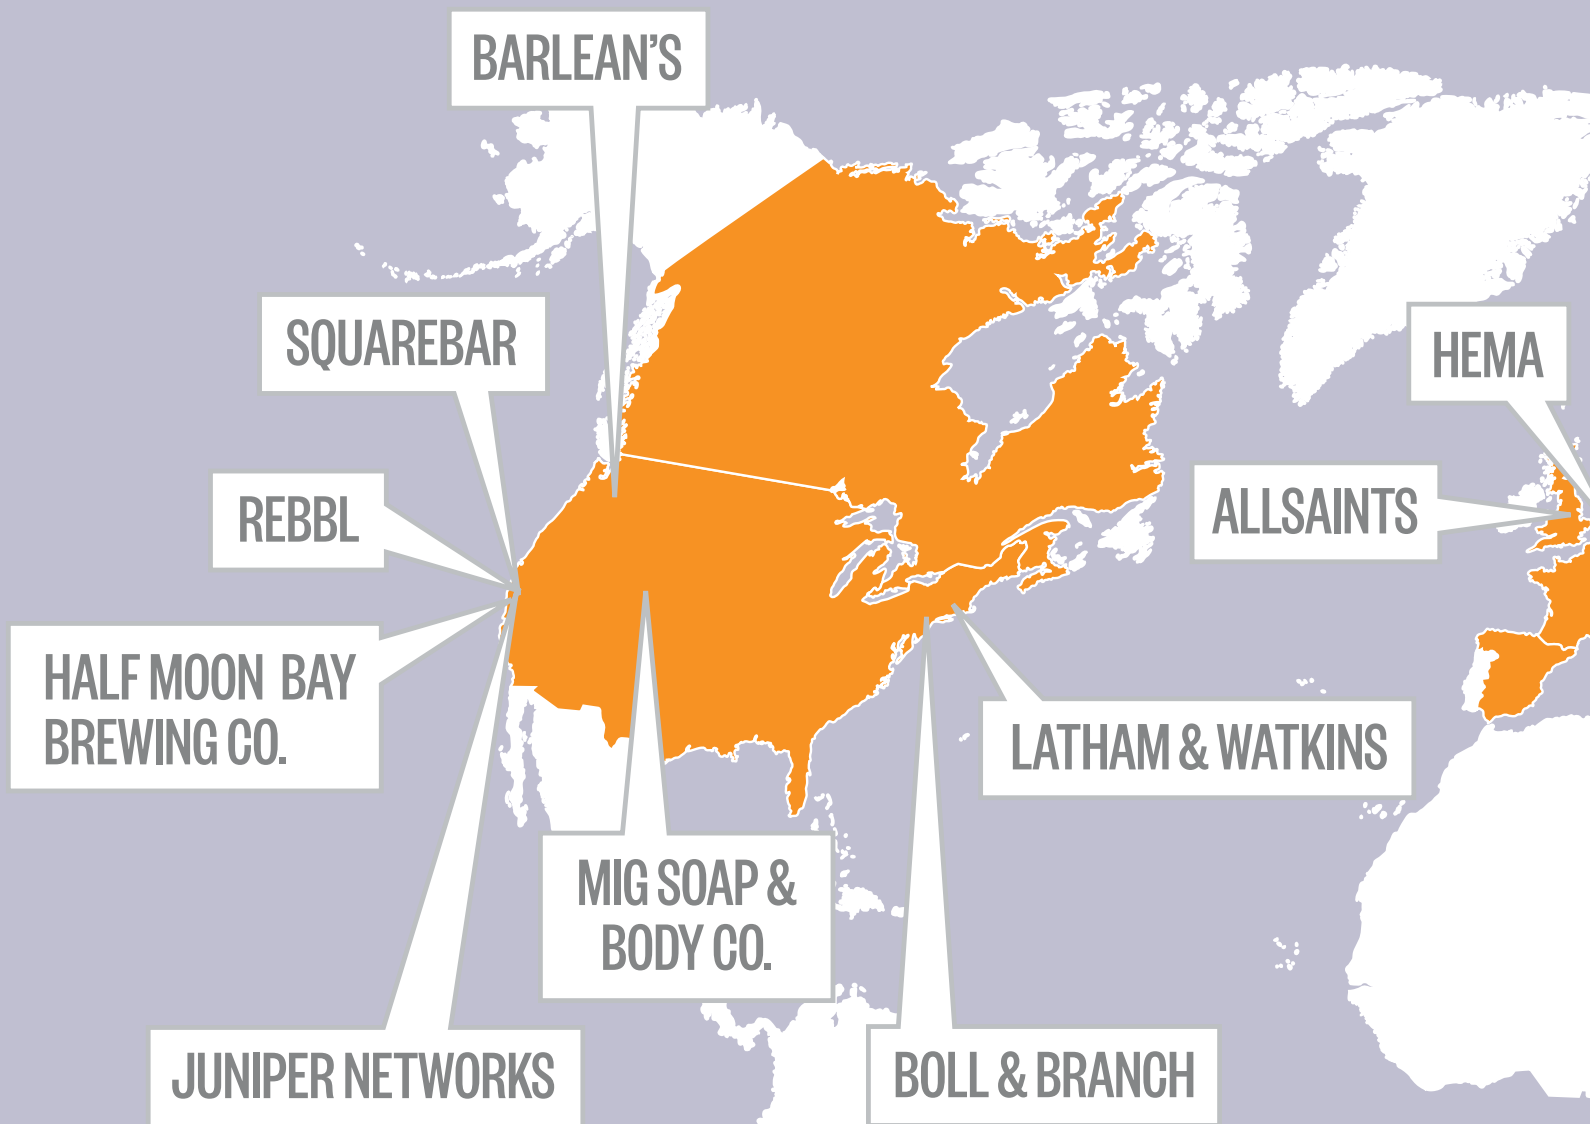 BARLEAN'S
SQUAREBAR
HEMA
REBBL
ALLSAINTS
HALF MOON BAY
BREWING CO.
LATHAM & WATKINS
MIG SOAP &
BODY CO.
JUNIPER NETWORKS
BOLL & BRANCH